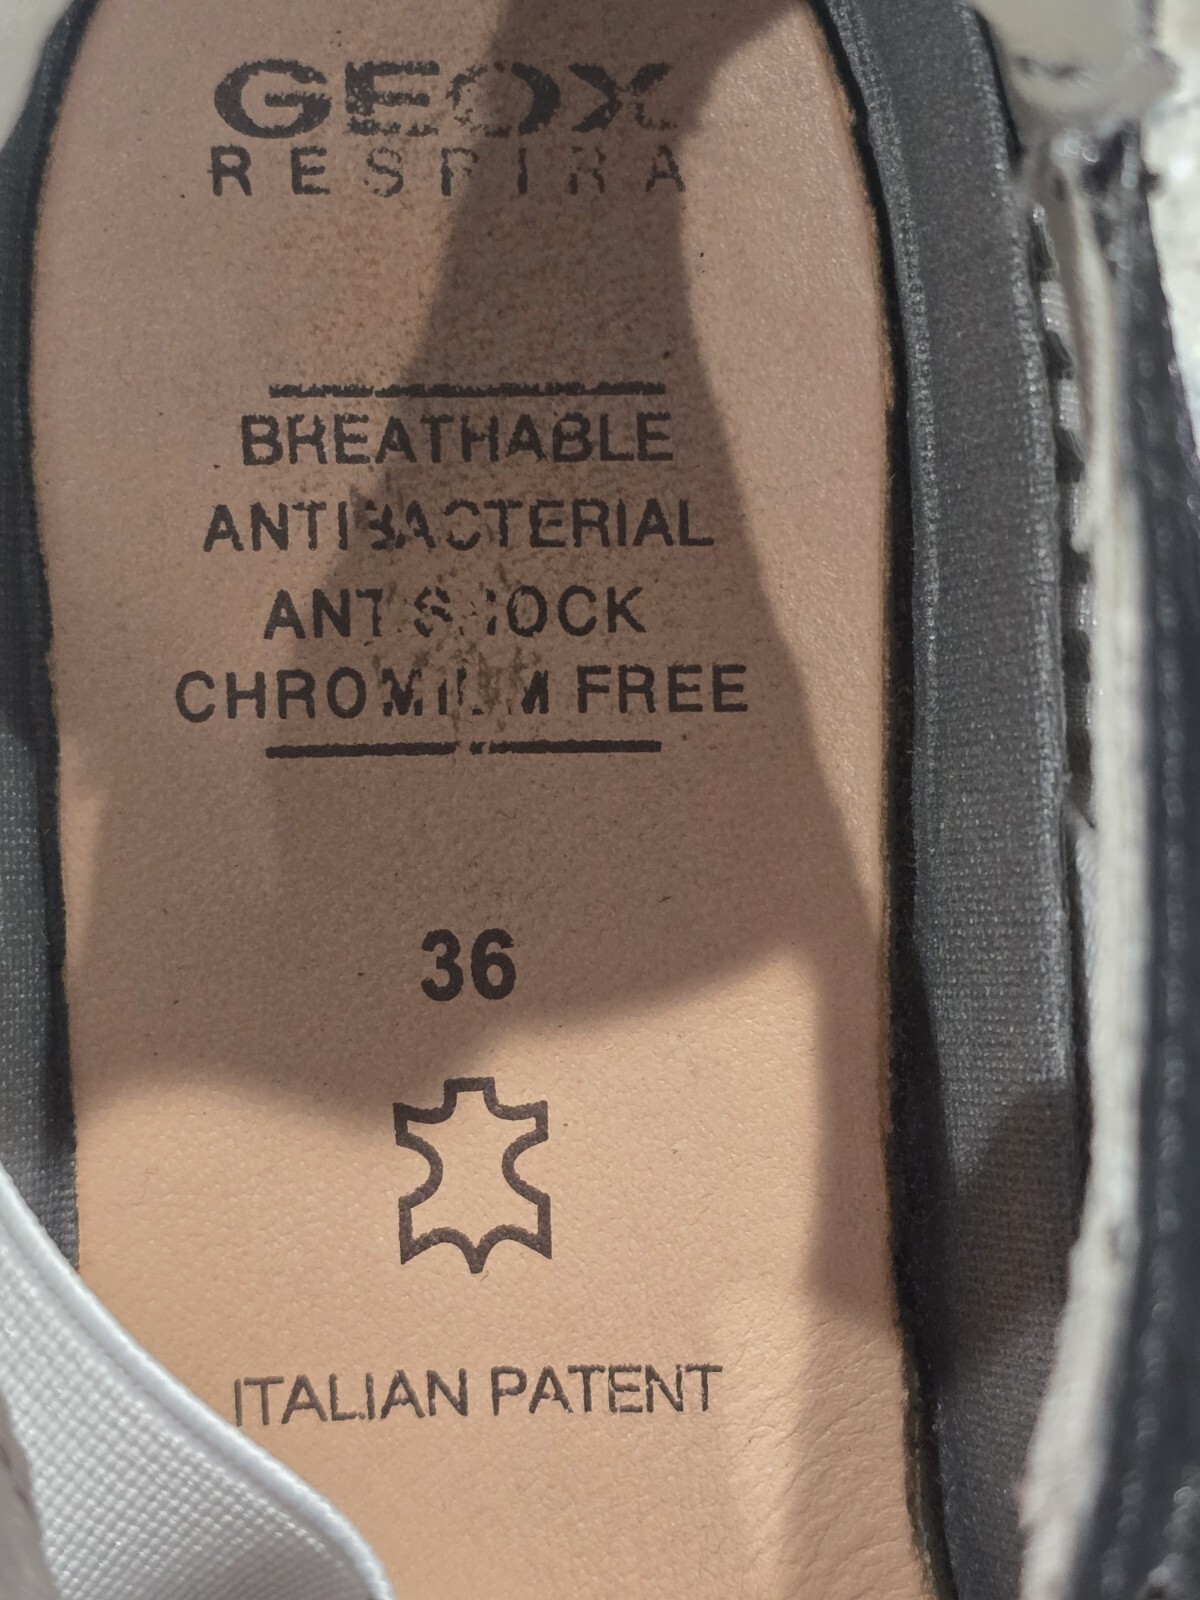 GEOX
RESPIRA
BREATHABLE
ANTIBACTERIAL
ANTISHOCK
CHROMIUM FREE
36
ITALIAN PATENT